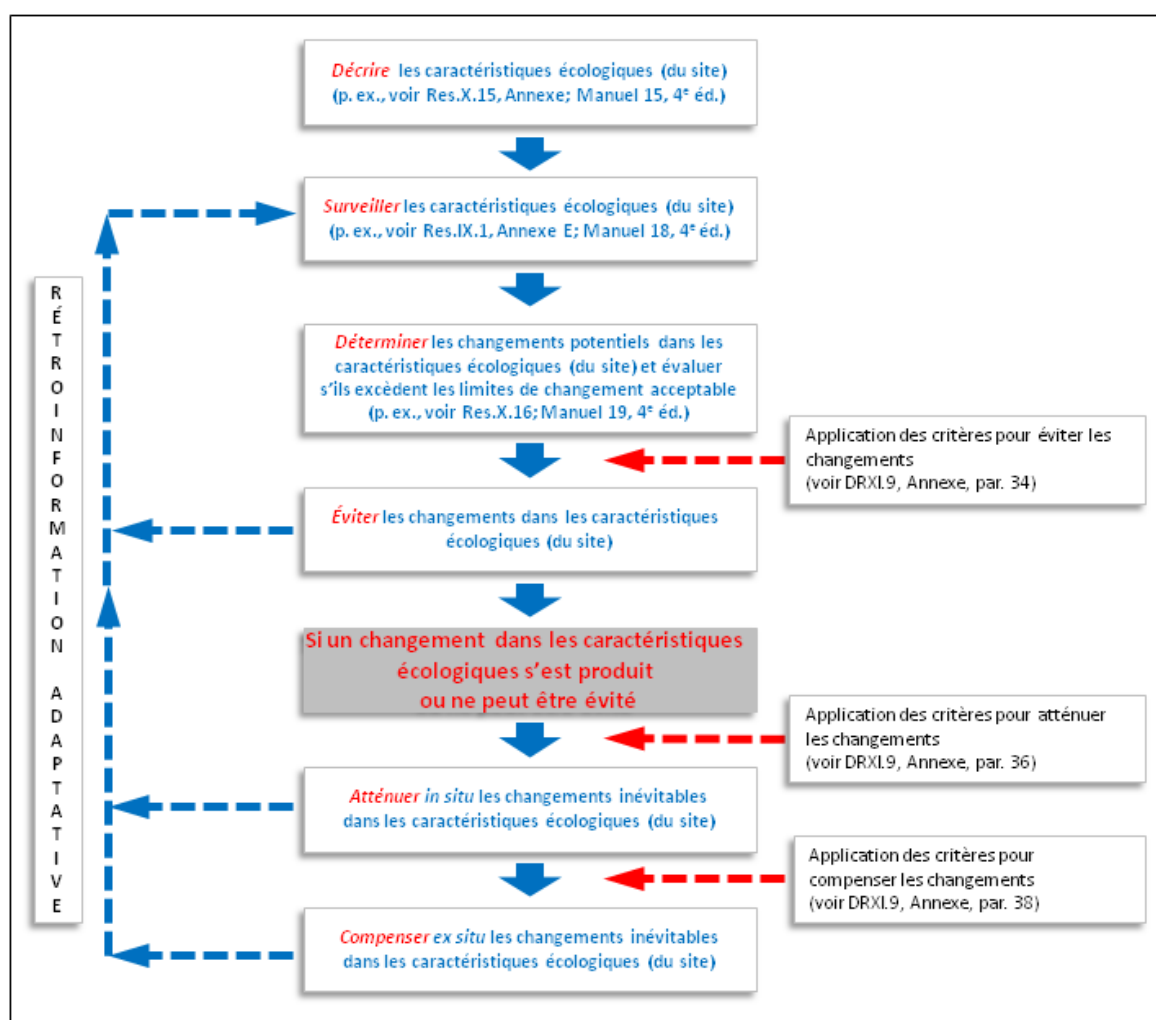 Décrire les caractéristiques écologiques (du site)
(p. ex., voir Res.X.15, Annexe; Manuel 15, 4e éd.)
Surveiller les caractéristiques écologiques (du site)
(p. ex., voir Res.IX.1, Annexe E; Manuel 18, 4e éd.)
Déterminer les changements potentiels dans les
caractéristiques écologiques (du site) et évaluer
s'ils excèdent les limites de changement acceptable
(p. ex., voir Res.X.16; Manuel 19, 4e éd.)
Application des critères pour éviter les
changements
(voir DRXI.9, Annexe, par. 34)
Éviter les changements dans les caractéristiques
écologiques (du site)
Si un changement dans les caractéristiques
écologiques s'est produit
ou ne peut être évité
Application des critères pour atténuer
les changements
(voir DRXI.9, Annexe, par. 36)
Atténuer in situ les changements inévitables
dans les caractéristiques écologiques (du site)
Application des critères pour
compenser les changements
(voir DRXI.9, Annexe, par. 38)
Compenser ex situ les changements inévitables
dans les caractéristiques écologiques (du site)
RÉTROINFORMATION ADAPTATIVE